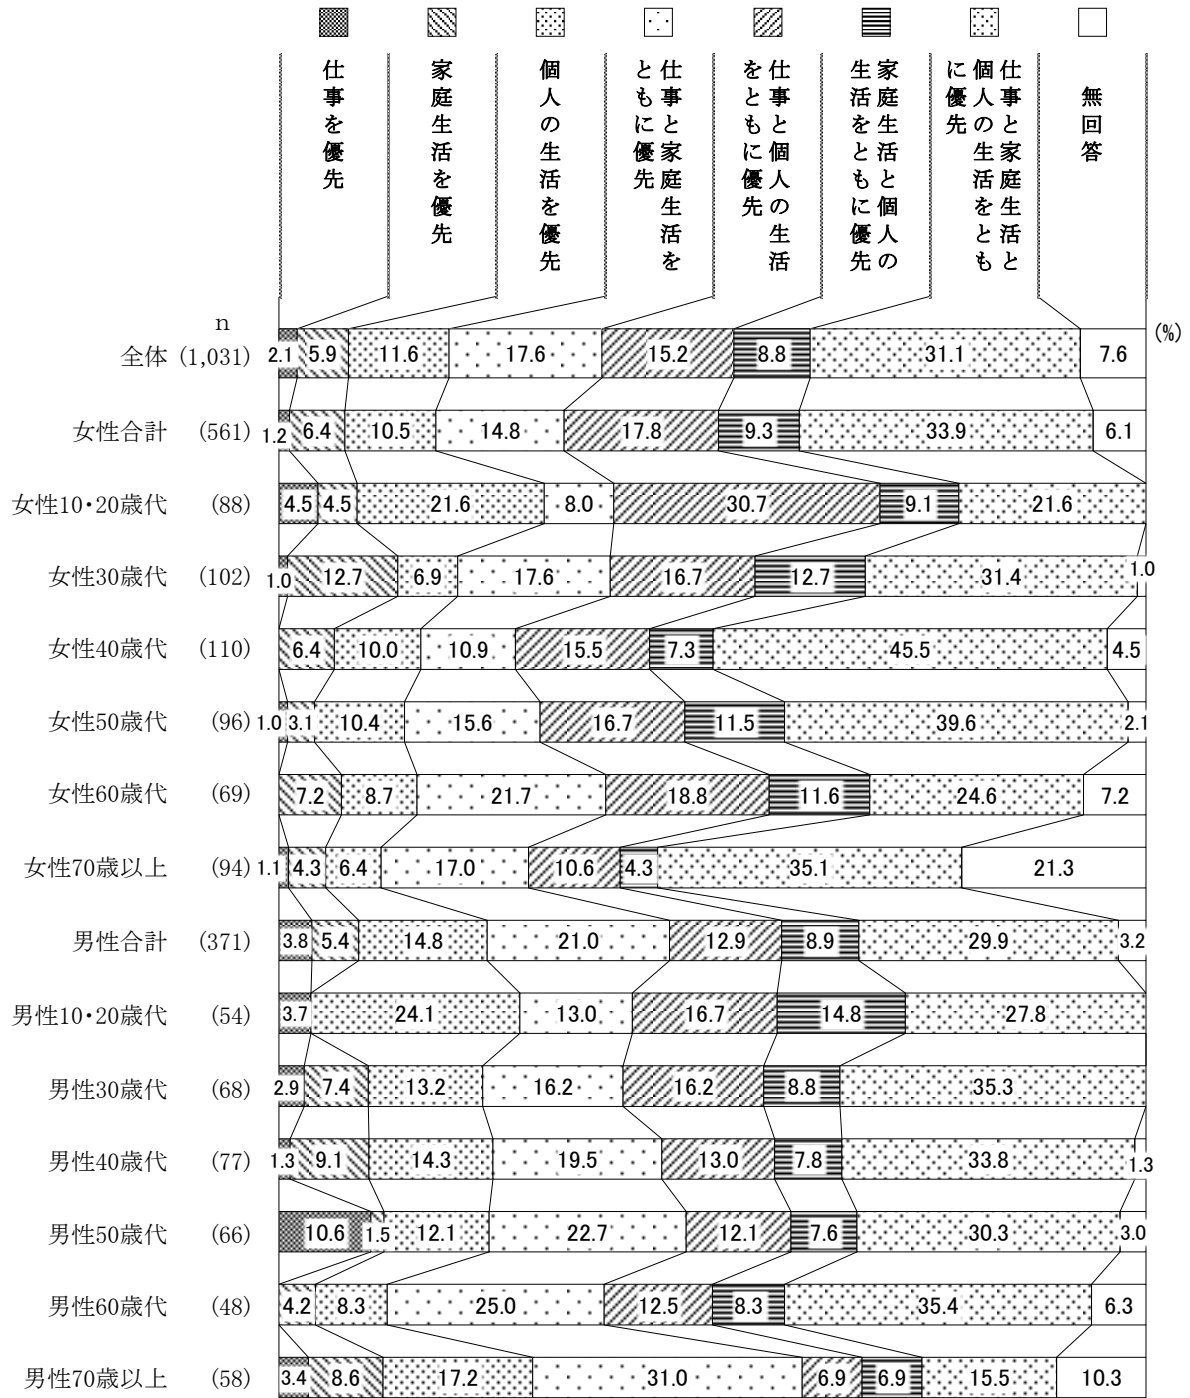 仕事を優先
家庭生活を優先
個人の生活を優先
仕事と家庭生活を
ともに優先
仕事と個人の生活
をともに優先
家庭生活と個人の
生活をともに優先
仕事と家庭生活と
個人の生活をとも
に優先
無回答
n
(%)
全体 (1,031) 2.1 5.9 11.6 17.6 15.2 8.8 31.1 7.6
女性合計 (561) 1.2 6.4 10.5 14.8 17.8 9.3 33.9 6.1
女性10・20歳代 (88) 4.5 4.5 21.6 8.0 30.7 9.1 21.6
女性30歳代 (102) 1.0 12.7 6.9 17.6 16.7 12.7 31.4 1.0
女性40歳代 (110) 6.4 10.0 10.9 15.5 7.3 45.5 4.5
女性50歳代 (96) 1.0 3.1 10.4 15.6 16.7 11.5 39.6 2.1
女性60歳代 (69) 7.2 8.7 21.7 18.8 11.6 24.6 7.2
女性70歳以上 (94) 1.1 4.3 6.4 17.0 10.6 4.3 35.1 21.3
男性合計 (371) 3.8 5.4 14.8 21.0 12.9 8.9 29.9 3.2
男性10・20歳代 (54) 3.7 24.1 13.0 16.7 14.8 27.8
男性30歳代 (68) 2.9 7.4 13.2 16.2 16.2 8.8 35.3
男性40歳代 (77) 1.3 9.1 14.3 19.5 13.0 7.8 33.8 1.3
男性50歳代 (66) 10.6 1.5 12.1 22.7 12.1 7.6 30.3 3.0
男性60歳代 (48) 4.2 8.3 25.0 12.5 8.3 35.4 6.3
男性70歳以上 (58) 3.4 8.6 17.2 31.0 6.9 6.9 15.5 10.3